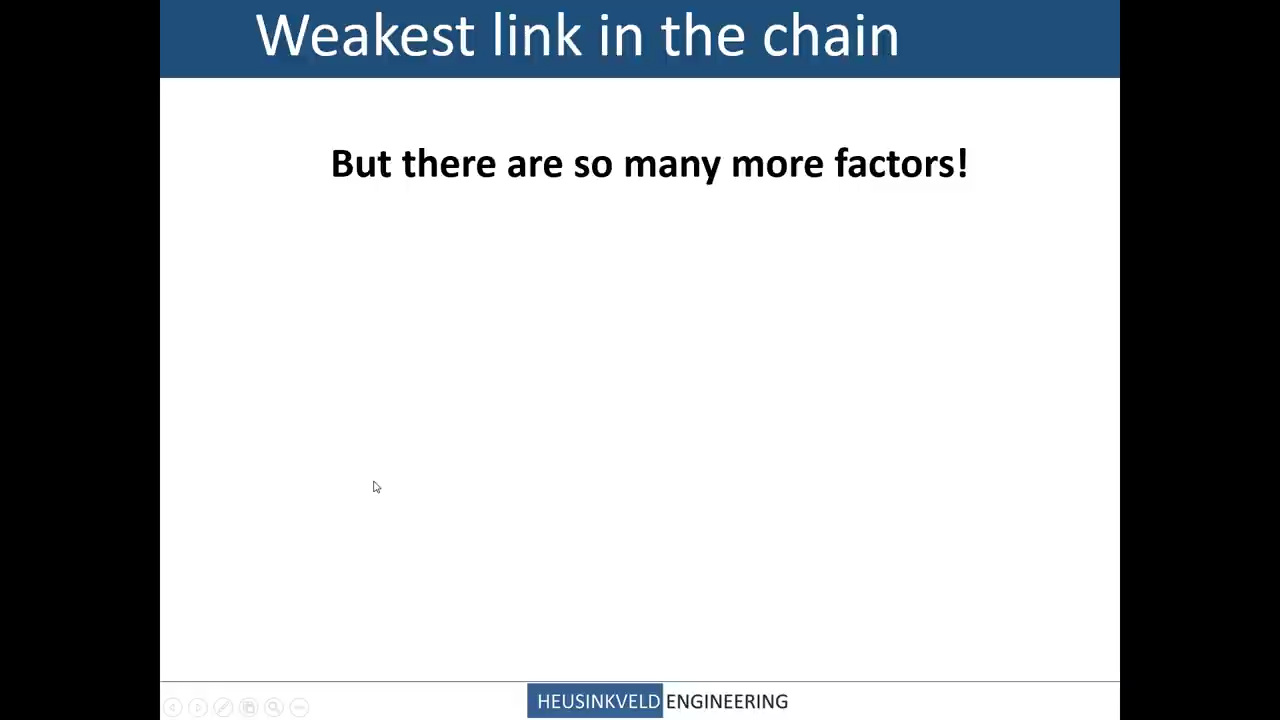 Weakest link in the chain
But there are so many more factors!
HEUSINKVELD ENGINEERING